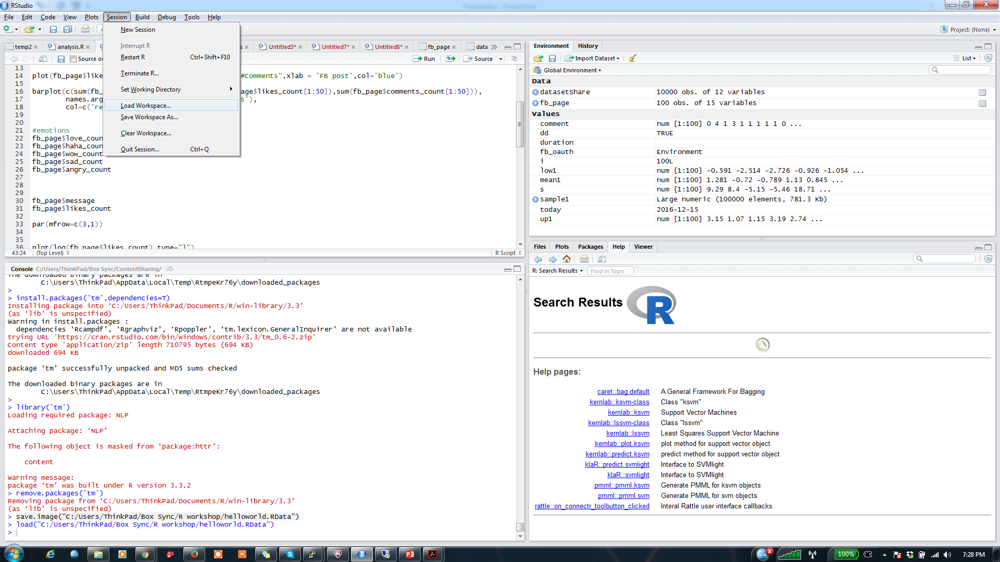 RStudio
File Edit Code View Plots Session Build Debug Tools Help
Project: (None)
New Session
Interrupt R
Restart R Ctrl+Shift+F10
Terminate R...
Set Working Directory
Load Workspace...
Save Workspace As...
Clear Workspace...
Quit Session... Ctrl+Q
temp2 analysis.R s Untitled3* Untitled7* Untitled8* fb_page data
Source on Run Source
13
14 plot(fb_page$likes #Comments",xlab = 'FB post',col='blue')
15
16 barplot(c(sum(fb_ page$likes_count[1:50]),sum(fb_page$comments_count[1:50])),
17 names.arg s'),
18 col=c('re
19
20
21 #emotions
22 fb_page$love_coun
23 fb_page$haha_coun
24 fb_page$wow_count
25 fb_page$sad_count
26 fb_page$angry_count
27
28
29
30 fb_page$message
31 fb_page$likes_count
32
33 par(mfrow=c(3,1))
34
35
36 plot(log(fb_page$likes_count),type="l")
43:24 (Top Level) R Script
Console C:/Users/ThinkPad/Box Sync/ContentSharing/
The downloaded binary packages are in
C:\Users\ThinkPad\AppData\Local\Temp\RtmpeKr76y\downloaded_packages
>
> install.packages('tm',dependencies=T)
Installing package into ‘C:/Users/ThinkPad/Documents/R/win-library/3.3’
(as ‘lib’ is unspecified)
Warning in install.packages :
dependencies ‘Rcampdf’, ‘Rgraphviz’, ‘Rpoppler’, ‘tm.lexicon.GeneralInquirer’ are not available
trying URL 'https://cran.rstudio.com/bin/windows/contrib/3.3/tm_0.6-2.zip'
Content type 'application/zip' length 710795 bytes (694 KB)
downloaded 694 KB
package ‘tm’ successfully unpacked and MD5 sums checked
The downloaded binary packages are in
C:\Users\ThinkPad\AppData\Local\Temp\RtmpeKr76y\downloaded_packages
>
> library('tm')
Loading required package: NLP
Attaching package: ‘NLP’
The following object is masked from ‘package:httr’:
content
Warning message:
package ‘tm’ was built under R version 3.3.2
> remove.packages('tm')
Removing package from ‘C:/Users/ThinkPad/Documents/R/win-library/3.3’
(as ‘lib’ is unspecified)
> save.image("C:/Users/ThinkPad/Box Sync/R workshop/helloworld.RData")
> load("C:/Users/ThinkPad/Box Sync/R workshop/helloworld.RData")
>
Environment History
Import Dataset List
Global Environment
Data
datasetShare 10000 obs. of 12 variables
fb_page 100 obs. of 15 variables
Values
comment num [1:100] 0 4 1 3 1 1 1 1 1 0 ...
dd TRUE
duration
fb_oauth Environment
i 100L
low1 num [1:100] -0.591 -2.514 -2.726 -0.926 -1.054 ...
mean1 num [1:100] 1.281 -0.72 -0.789 1.13 0.845 ...
s num [1:100] 9.29 8.4 -5.15 -5.46 18.71 ...
sample1 Large numeric (100000 elements, 781.3 Kb)
today 2016-12-15
up1 num [1:100] 3.15 1.07 1.15 3.19 2.74 ...
Files Plots Packages Help Viewer
R: Search Results Find in Topic
Search Results R
Help pages:
caret::bag.default A General Framework For Bagging
kernlab::ksvm-class Class "ksvm"
kernlab::ksvm Support Vector Machines
kernlab::lssvm-class Class "lssvm"
kernlab::lssvm Least Squares Support Vector Machine
kernlab::plot.ksvm plot method for support vector object
kernlab::predict.ksvm predict method for support vector object
klaR::predict.svmlight Interface to SVMlight
klaR::svmlight Interface to SVMlight
pmml::pmml.ksvm Generate PMML for ksvm objects
pmml::pmml.svm Generate PMML for svm objects
rattle::on_connectr_toolbutton_clicked Interal Rattle user interface callbacks.
100% 7:28 PM